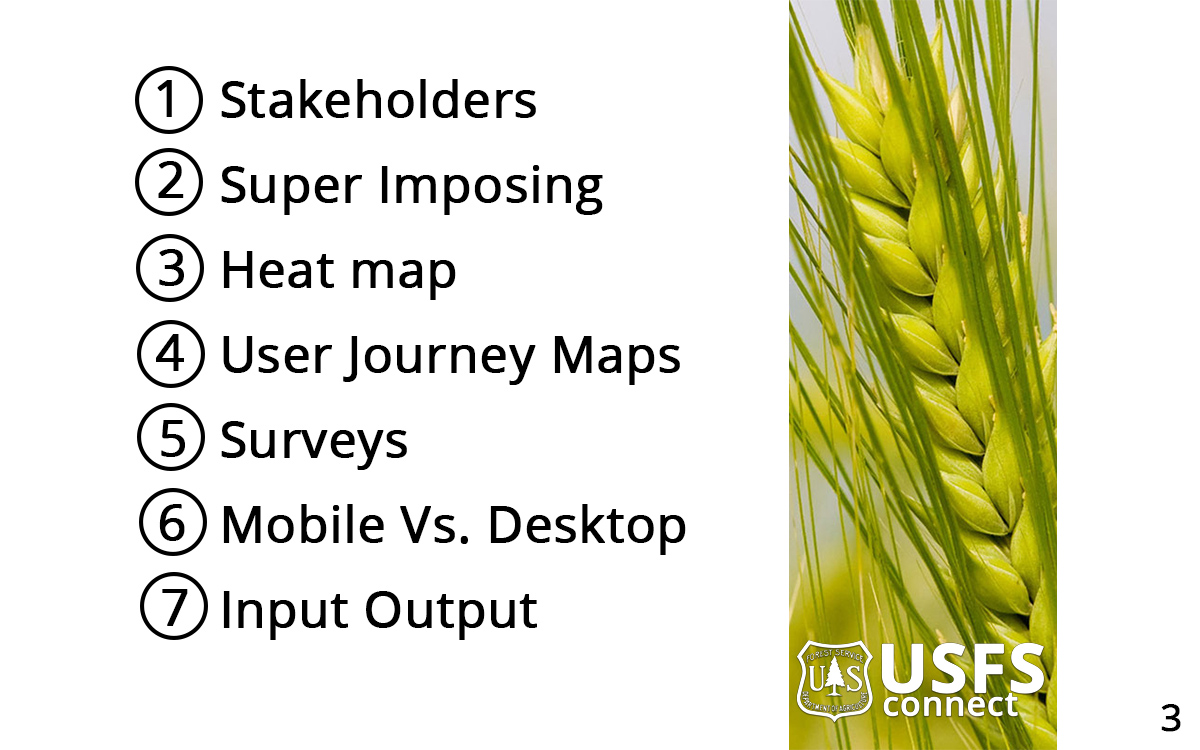 1 Stakeholders
2 Super Imposing
3 Heat map
4 User Journey Maps
5 Surveys
6 Mobile Vs. Desktop
7 Input Output
FOREST SERVICE
U S
DEPARTMENT OF AGRICULTURE
USFS
connect
3